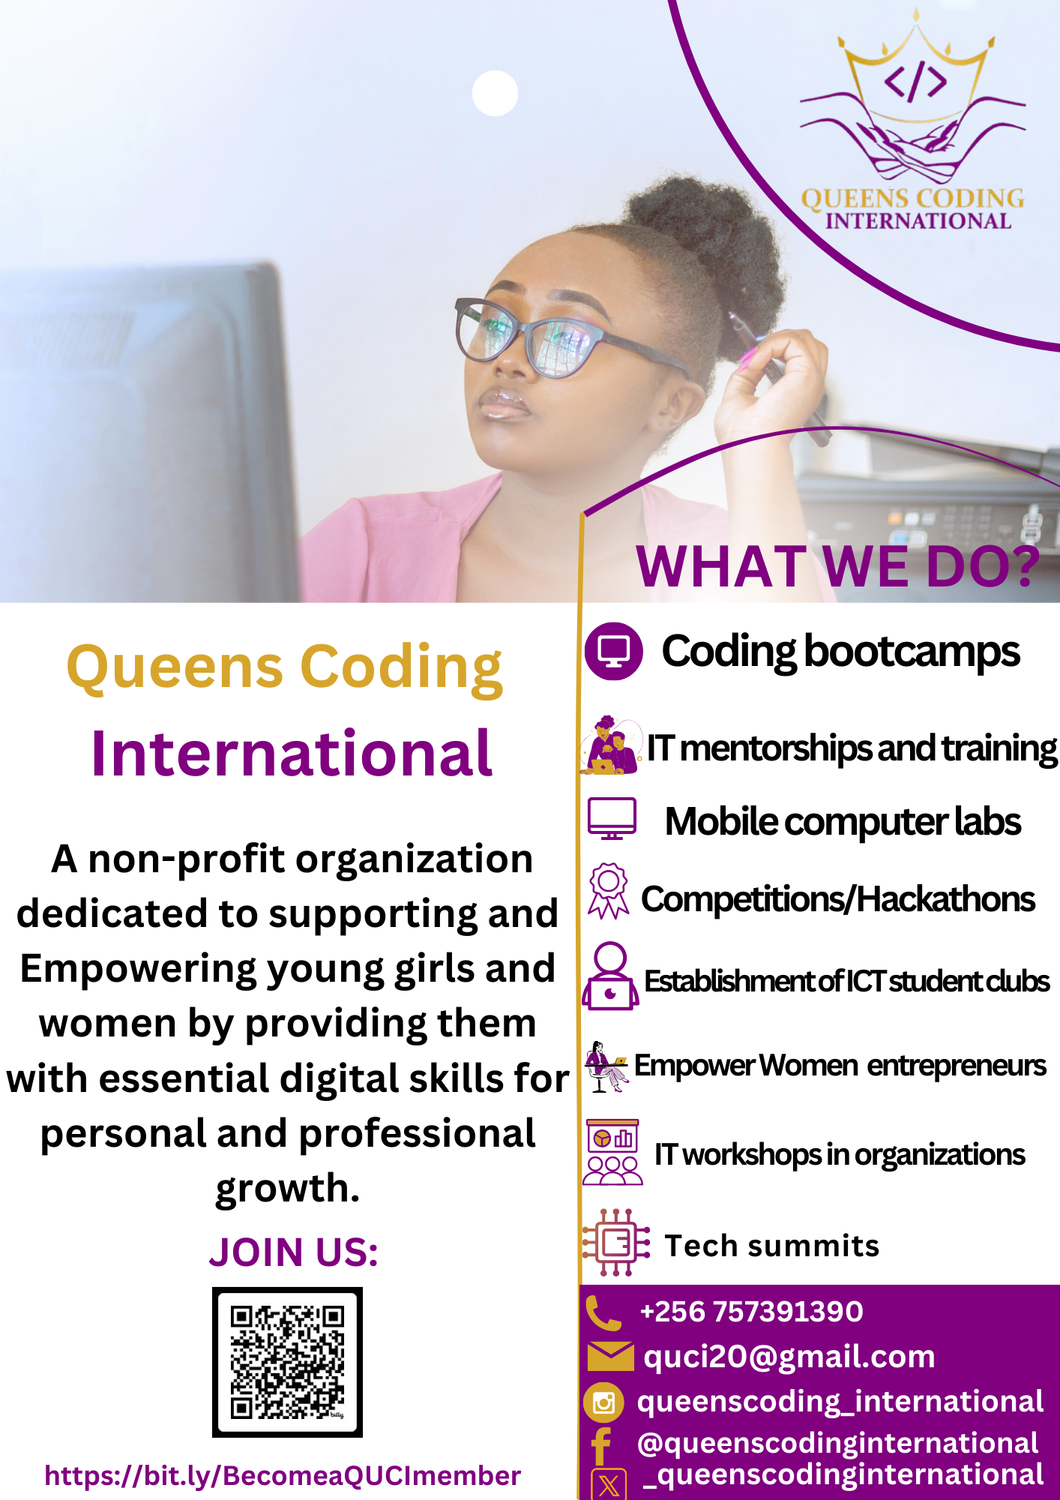 </>
QUEENS CODING
INTERNATIONAL
WHAT WE DO?
Queens Coding
International
A non-profit organization
dedicated to supporting and
Empowering young girls and
women by providing them
with essential digital skills for
personal and professional
growth.
JOIN US:
bitly
https://bit.ly/BecomeaQUCImember
Coding bootcamps
IT mentorships and training
Mobile computer labs
Competitions/Hackathons
Establishment of ICT student clubs
Empower Women entrepreneurs
IT workshops in organizations
Tech summits
+256 757391390
quci20@gmail.com
queenscoding_international
@queenscodinginternational
_queenscodinginternational